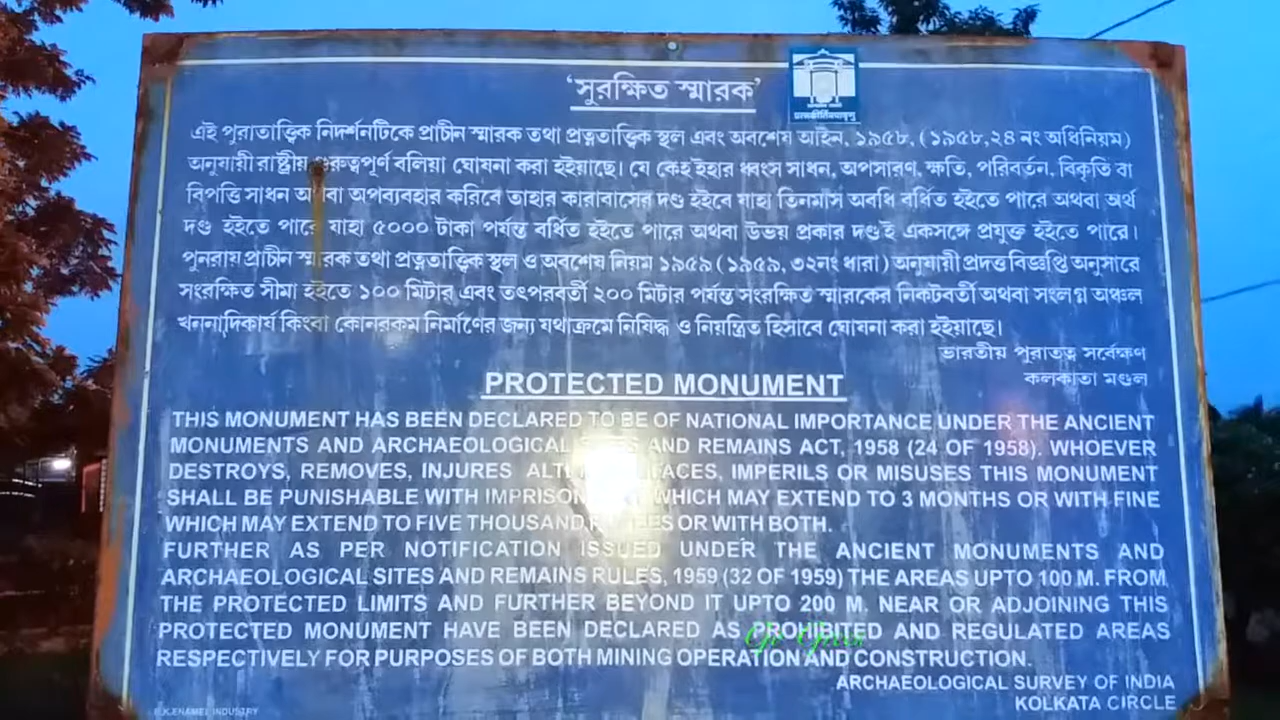 ‘সুরক্ষিত স্মারক’
প্রত্নকীর্তিমপাবৃণু
এই পুরাতাত্ত্বিক নিদর্শনটিকে প্রাচীন স্মারক তথা প্রত্নতাত্ত্বিক স্থল এবং অবশেষ আইন, ১৯৫৮, (১৯৫৮,২৪ নং অধিনিয়ম)
অনুযায়ী রাষ্ট্রীয় গুরুত্বপূর্ণ বলিয়া ঘোষনা করা হইয়াছে। যে কেহ ইহার ধ্বংস সাধন, অপসারণ, ক্ষতি, পরিবর্তন, বিকৃতি বা
বিপত্তি সাধন অথবা অপব্যবহার করিবে তাহার কারাবাসের দণ্ড হইবে যাহা তিনমাস অবধি বর্ধিত হইতে পারে অথবা অর্থ
দণ্ড হইতে পারে যাহা ৫০০০ টাকা পর্যন্ত বর্ধিত হইতে পারে অথবা উভয় প্রকার দণ্ডই একসঙ্গে প্রযুক্ত হইতে পারে।
পুনরায় প্রাচীন স্মারক তথা প্রত্নতাত্ত্বিক স্থল ও অবশেষ নিয়ম ১৯৫৯ (১৯৫৯, ৩২নং ধারা) অনুযায়ী প্রদত্ত বিজ্ঞপ্তি অনুসারে
সংরক্ষিত সীমা হইতে ১০০ মিটার এবং তৎপরবর্তী ২০০ মিটার পর্যন্ত সংরক্ষিত স্মারকের নিকটবর্তী অথবা সংলগ্ন অঞ্চল
খননাদিকার্য কিংবা কোনরকম নির্মাণের জন্য যথাক্রমে নিষিদ্ধ ও নিয়ন্ত্রিত হিসাবে ঘোষনা করা হইয়াছে।
ভারতীয় পুরাতত্ত্ব সর্বেক্ষণ
কলকাতা মণ্ডল
PROTECTED MONUMENT
THIS MONUMENT HAS BEEN DECLARED TO BE OF NATIONAL IMPORTANCE UNDER THE ANCIENT
MONUMENTS AND ARCHAEOLOGICAL SITES AND REMAINS ACT, 1958 (24 OF 1958). WHOEVER
DESTROYS, REMOVES, INJURES IMPERILS OR MISUSES THIS MONUMENT
SHALL BE PUNISHABLE WITH WHICH MAY EXTEND TO 3 MONTHS OR WITH FINE
WHICH MAY EXTEND TO FIVE THOUSAND OR WITH BOTH.
FURTHER AS PER NOTIFICATION ISSUED UNDER THE ANCIENT MONUMENTS AND
ARCHAEOLOGICAL SITES AND REMAINS RULES, 1959 (32 OF 1959) THE AREAS UPTO 100 M. FROM
THE PROTECTED LIMITS AND FURTHER BEYOND IT UPTO 200 M. NEAR OR ADJOINING THIS
PROTECTED MONUMENT HAVE BEEN DECLARED AS AND REGULATED AREAS
RESPECTIVELY FOR PURPOSES OF BOTH MINING OPERATION AND CONSTRUCTION.
ARCHAEOLOGICAL SURVEY OF INDIA
KOLKATA CIRCLE
ENAMEL INDUSTRY